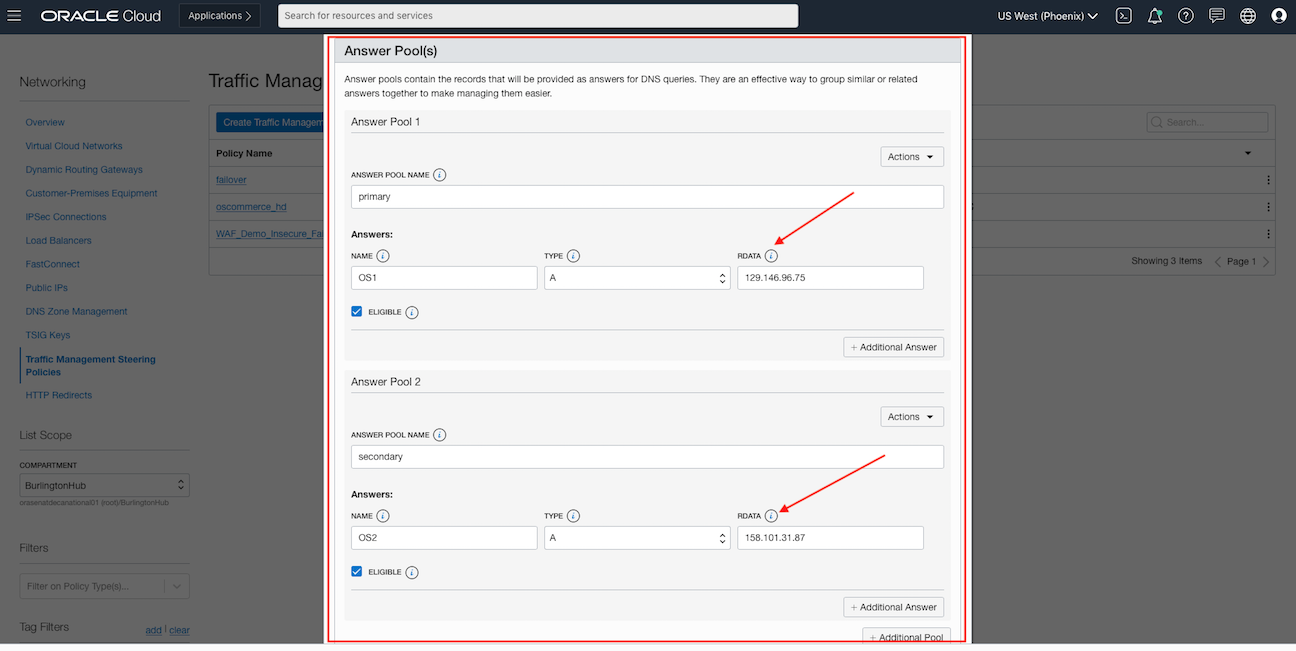 ORACLE Cloud
Applications
Search for resources and services
US West (Phoenix)
Networking
Overview
Virtual Cloud Networks
Dynamic Routing Gateways
Customer-Premises Equipment
IPSec Connections
Load Balancers
FastConnect
Public IPs
DNS Zone Management
TSIG Keys
Traffic Management Steering
Policies
HTTP Redirects
List Scope
COMPARTMENT
BurlingtonHub
orasenatdecanational01 (root)/BurlingtonHub
Filters
Filter on Policy Type(s)...
Tag Filters
add | clear
Traffic Manag
Create Traffic Managem
Policy Name
failover
oscommerce_hd
WAF_Demo_Insecure_Fai
Answer Pool(s)
Answer pools contain the records that will be provided as answers for DNS queries. They are an effective way to group similar or related
answers together to make managing them easier.
Answer Pool 1
Actions
ANSWER POOL NAME
primary
Answers:
NAME TYPE RDATA
OS1 A 129.146.96.75
ELIGIBLE
+ Additional Answer
Answer Pool 2
Actions
ANSWER POOL NAME
secondary
Answers:
NAME TYPE RDATA
OS2 A 158.101.31.87
ELIGIBLE
+ Additional Answer
+ Additional Pool
Search...
Showing 3 Items
Page 1